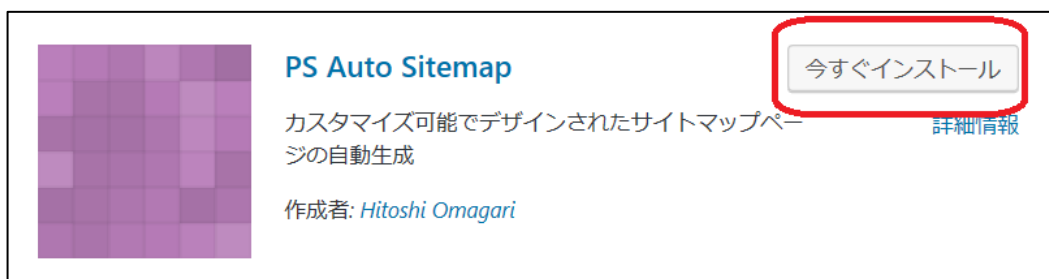 PS Auto Sitemap
今すぐインストール
カスタマイズ可能でデザインされたサイトマップペー
ジの自動生成
詳細情報
作成者: Hitoshi Omagari